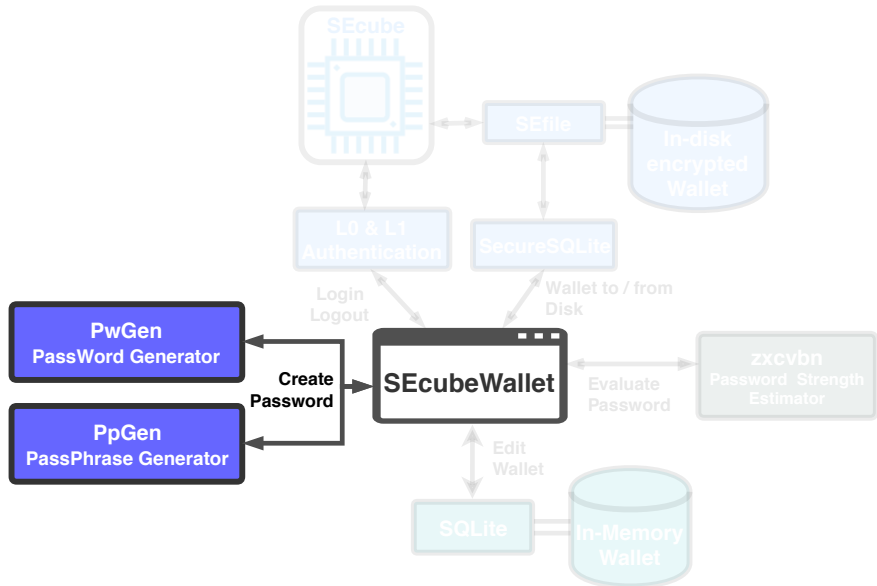 SEcube
SEfile
In-disk
encrypted
Wallet
L0 & L1
Authentication
SecureSQLite
Login
Logout
Wallet to / from
Disk
PwGen
PassWord Generator
Create
Password
SEcubeWallet
Evaluate
Password
zxcvbn
Password Strength
Estimator
PpGen
PassPhrase Generator
Edit
Wallet
SQLite
In-Memory
Wallet